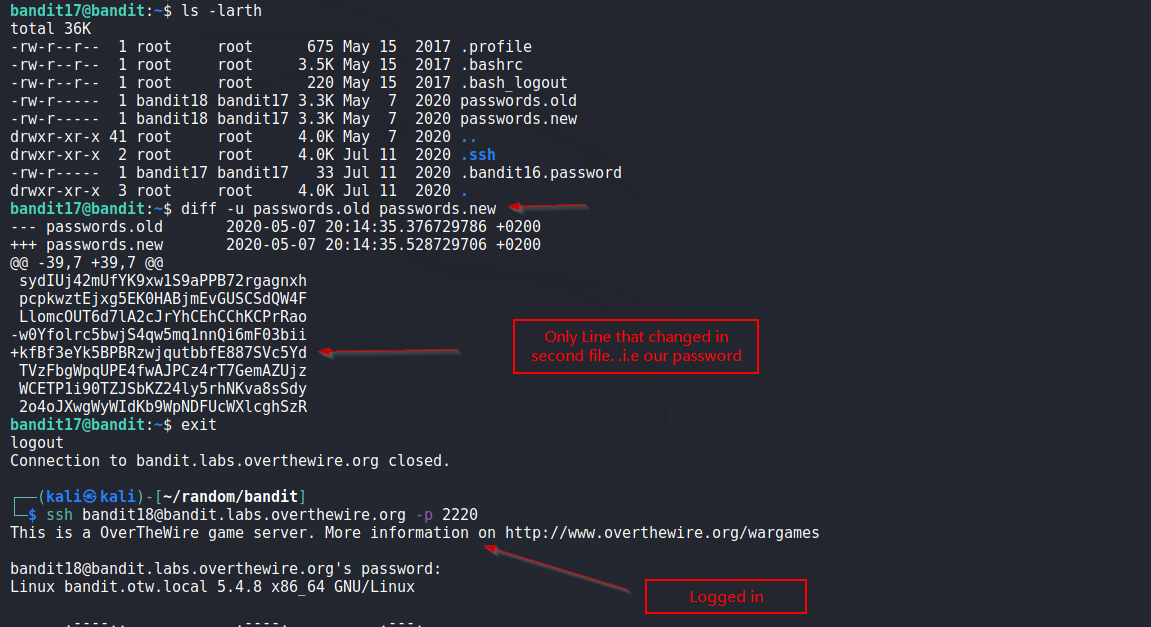 bandit17@bandit:~$ ls -larth
total 36K
-rw-r--r--  1 root     root      675 May 15  2017 .profile
-rw-r--r--  1 root     root     3.5K May 15  2017 .bashrc
-rw-r--r--  1 root     root      220 May 15  2017 .bash_logout
-rw-r-----  1 bandit18 bandit17 3.3K May  7  2020 passwords.old
-rw-r-----  1 bandit18 bandit17 3.3K May  7  2020 passwords.new
drwxr-xr-x 41 root     root     4.0K May  7  2020 ..
drwxr-xr-x  2 root     root     4.0K Jul 11  2020 .ssh
-rw-r-----  1 bandit17 bandit17   33 Jul 11  2020 .bandit16.password
drwxr-xr-x  3 root     root     4.0K Jul 11  2020 .
bandit17@bandit:~$ diff -u passwords.old passwords.new
--- passwords.old       2020-05-07 20:14:35.376729786 +0200
+++ passwords.new       2020-05-07 20:14:35.528729706 +0200
@@ -39,7 +39,7 @@
 sydIUj42mUfYK9xw1S9aPPB72rgagnxh
 pcpkwztEjxg5EK0HABjmEvGUSCSdQW4F
 LlomcOUT6d7lA2cJrYhCEhCChKCPrRao
-w0Yfolrc5bwjS4qw5mq1nnQi6mF03bii
+kfBf3eYk5BPBRzwjqutbbfE887SVc5Yd
 TVzFbgWpqUPE4fwAJPCz4rT7GemAZUjz
 WCETP1i90TZJSbKZ24ly5rhNKva8sSdy
 2o4oJXwgWyWIdKb9WpNDFUcWXlcghSzR
Only Line that changed in
second file. .i.e our password
bandit17@bandit:~$ exit
logout
Connection to bandit.labs.overthewire.org closed.
┌──(kali㉿kali)-[~/random/bandit]
└─$ ssh bandit18@bandit.labs.overthewire.org -p 2220
This is a OverTheWire game server. More information on http://www.overthewire.org/wargames
bandit18@bandit.labs.overthewire.org's password:
Linux bandit.otw.local 5.4.8 x86_64 GNU/Linux
Logged in